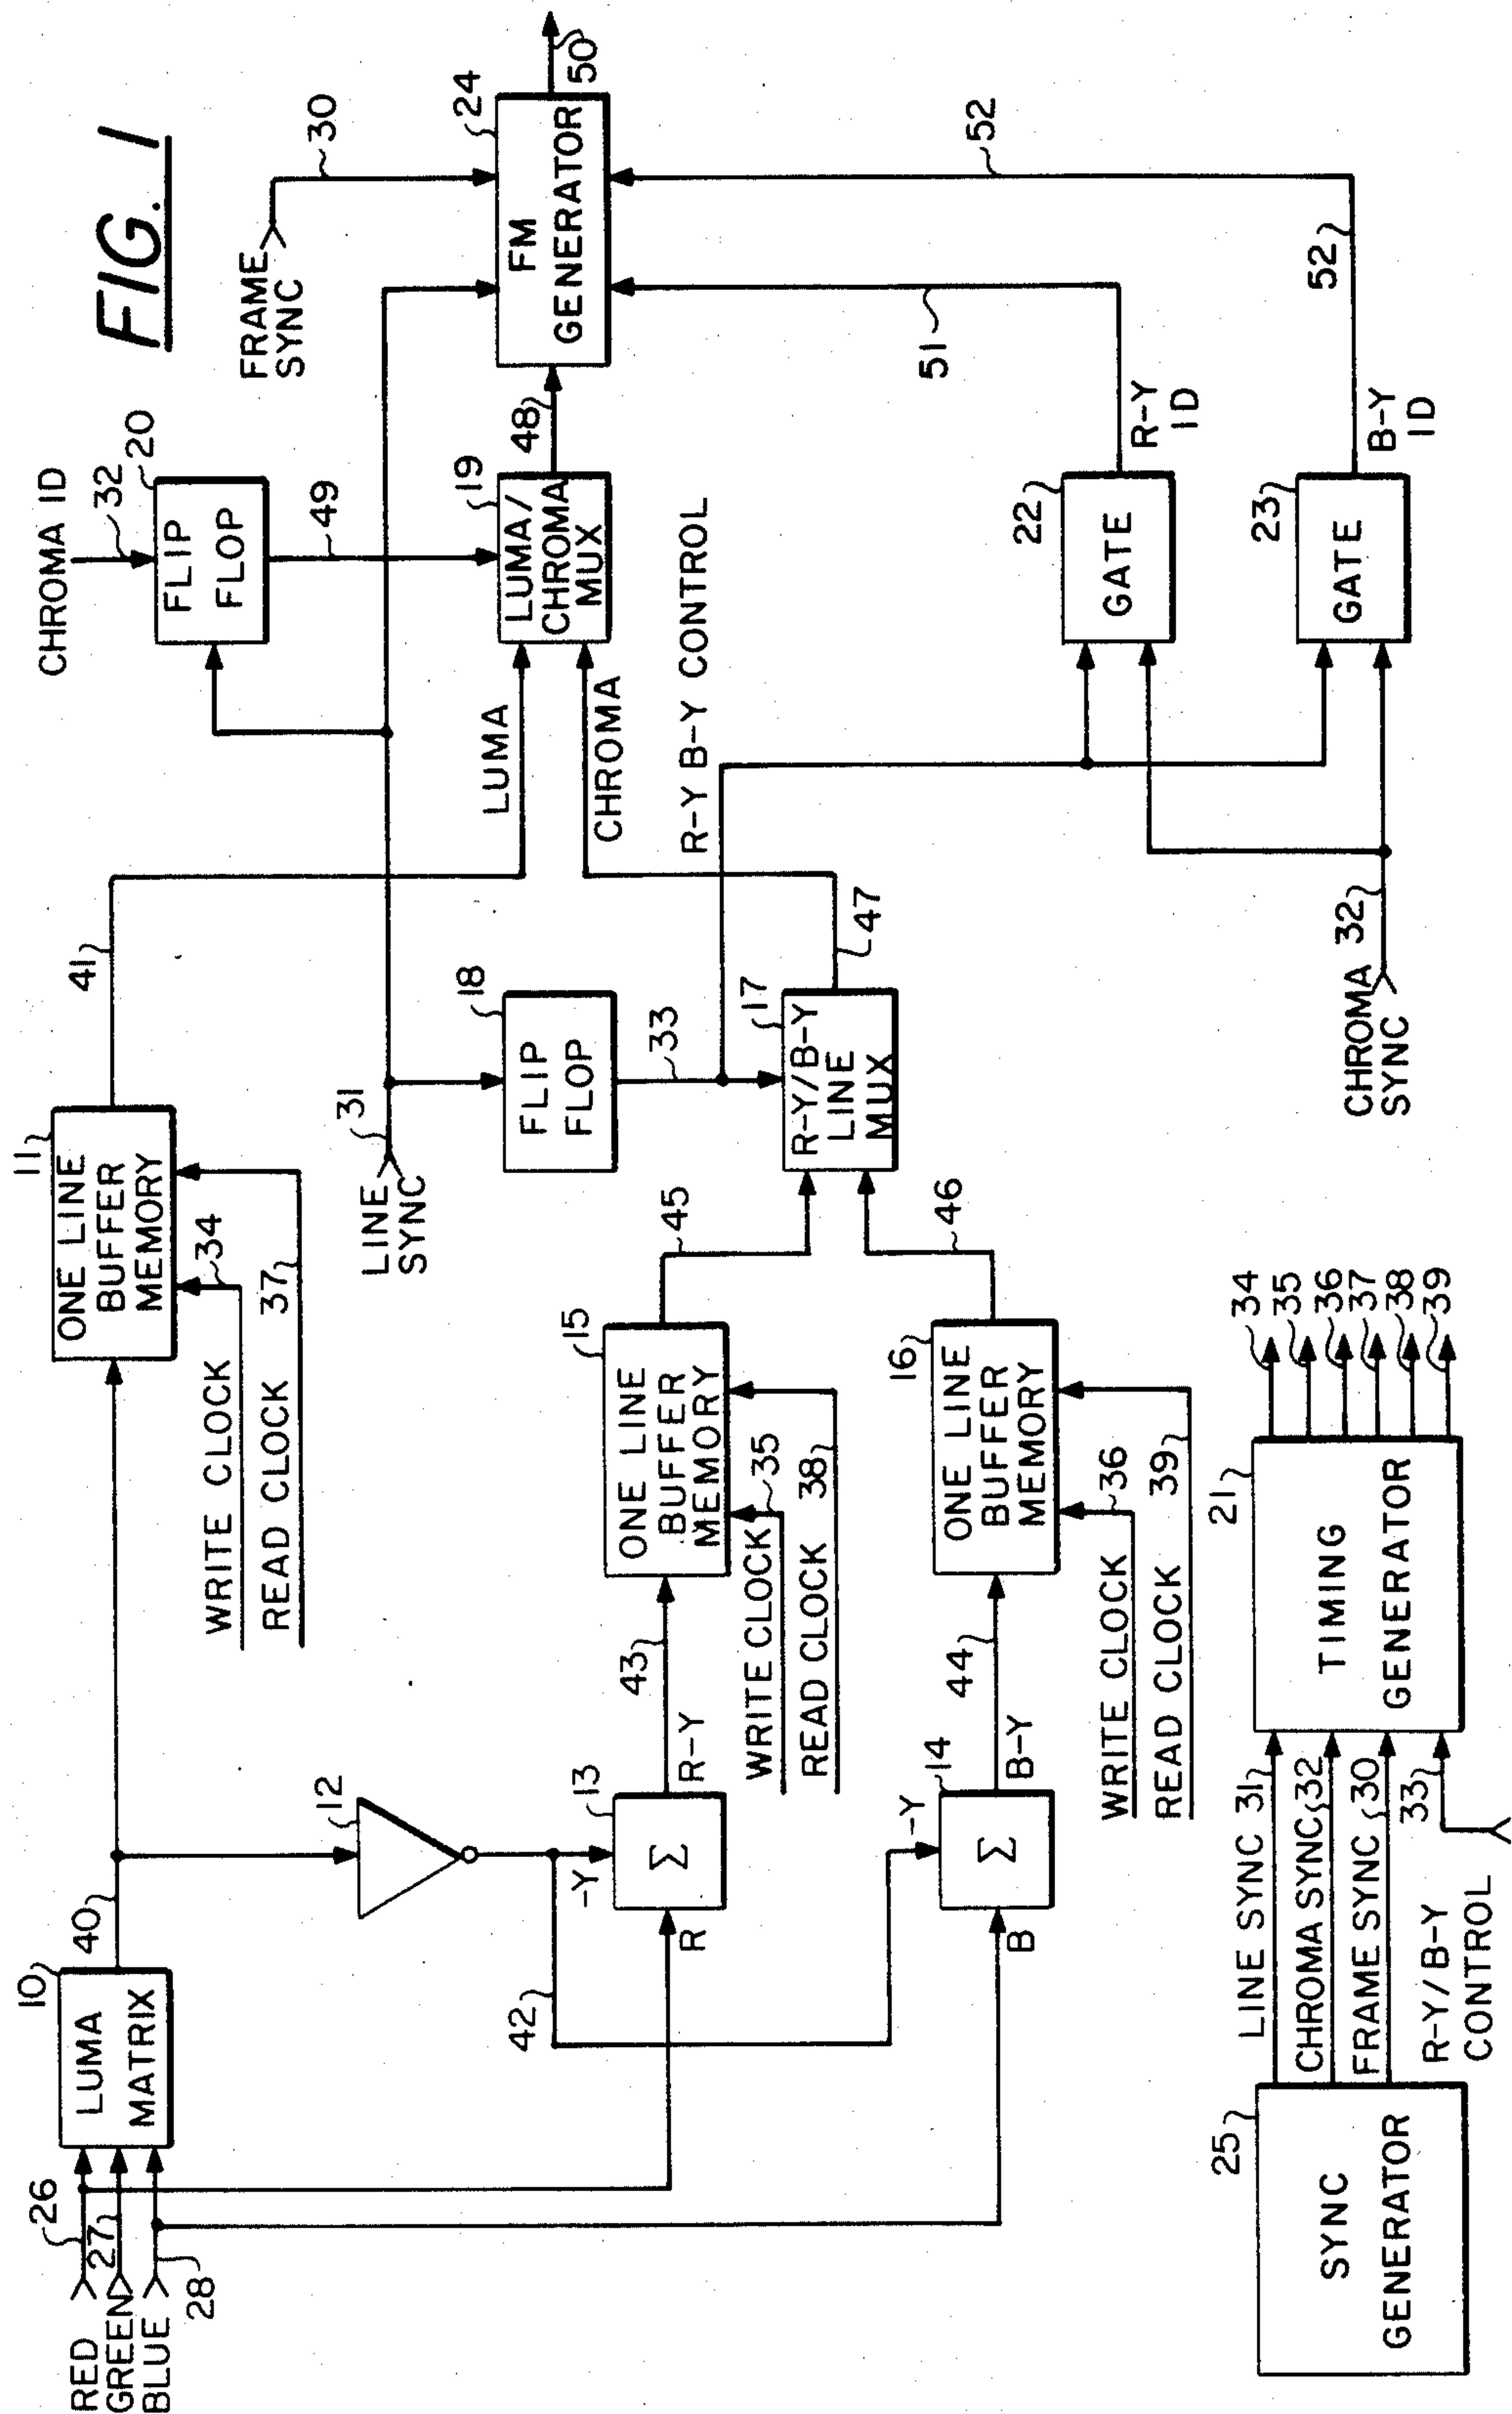 FIG. 1
RED
GREEN
BLUE
26
27
28
10
LUMA
MATRIX
40
11
ONE LINE
BUFFER
MEMORY
34
WRITE CLOCK
READ CLOCK 37
41
12
42
-Y
13
Σ
R
R-Y
43
15
ONE LINE
BUFFER
MEMORY
WRITE CLOCK 35
READ CLOCK 38
45
-Y
14
Σ
B
B-Y
44
16
ONE LINE
BUFFER
MEMORY
WRITE CLOCK 36
READ CLOCK 39
46
LINE
SYNC
31
18
FLIP
FLOP
33
17
R-Y/B-Y
LINE
MUX
47
R-Y B-Y CONTROL
LUMA
CHROMA
CHROMA ID
32
20
FLIP
FLOP
49
19
LUMA/
CHROMA
MUX
48
FRAME
SYNC
30
24
FM
GENERATOR
50
51
52
52
22
GATE
R-Y
ID
23
GATE
B-Y
ID
CHROMA
SYNC
32
25
SYNC
GENERATOR
LINE SYNC 31
CHROMA SYNC 32
FRAME SYNC 30
R-Y/B-Y
CONTROL
33
21
TIMING
GENERATOR
34
35
36
37
38
39